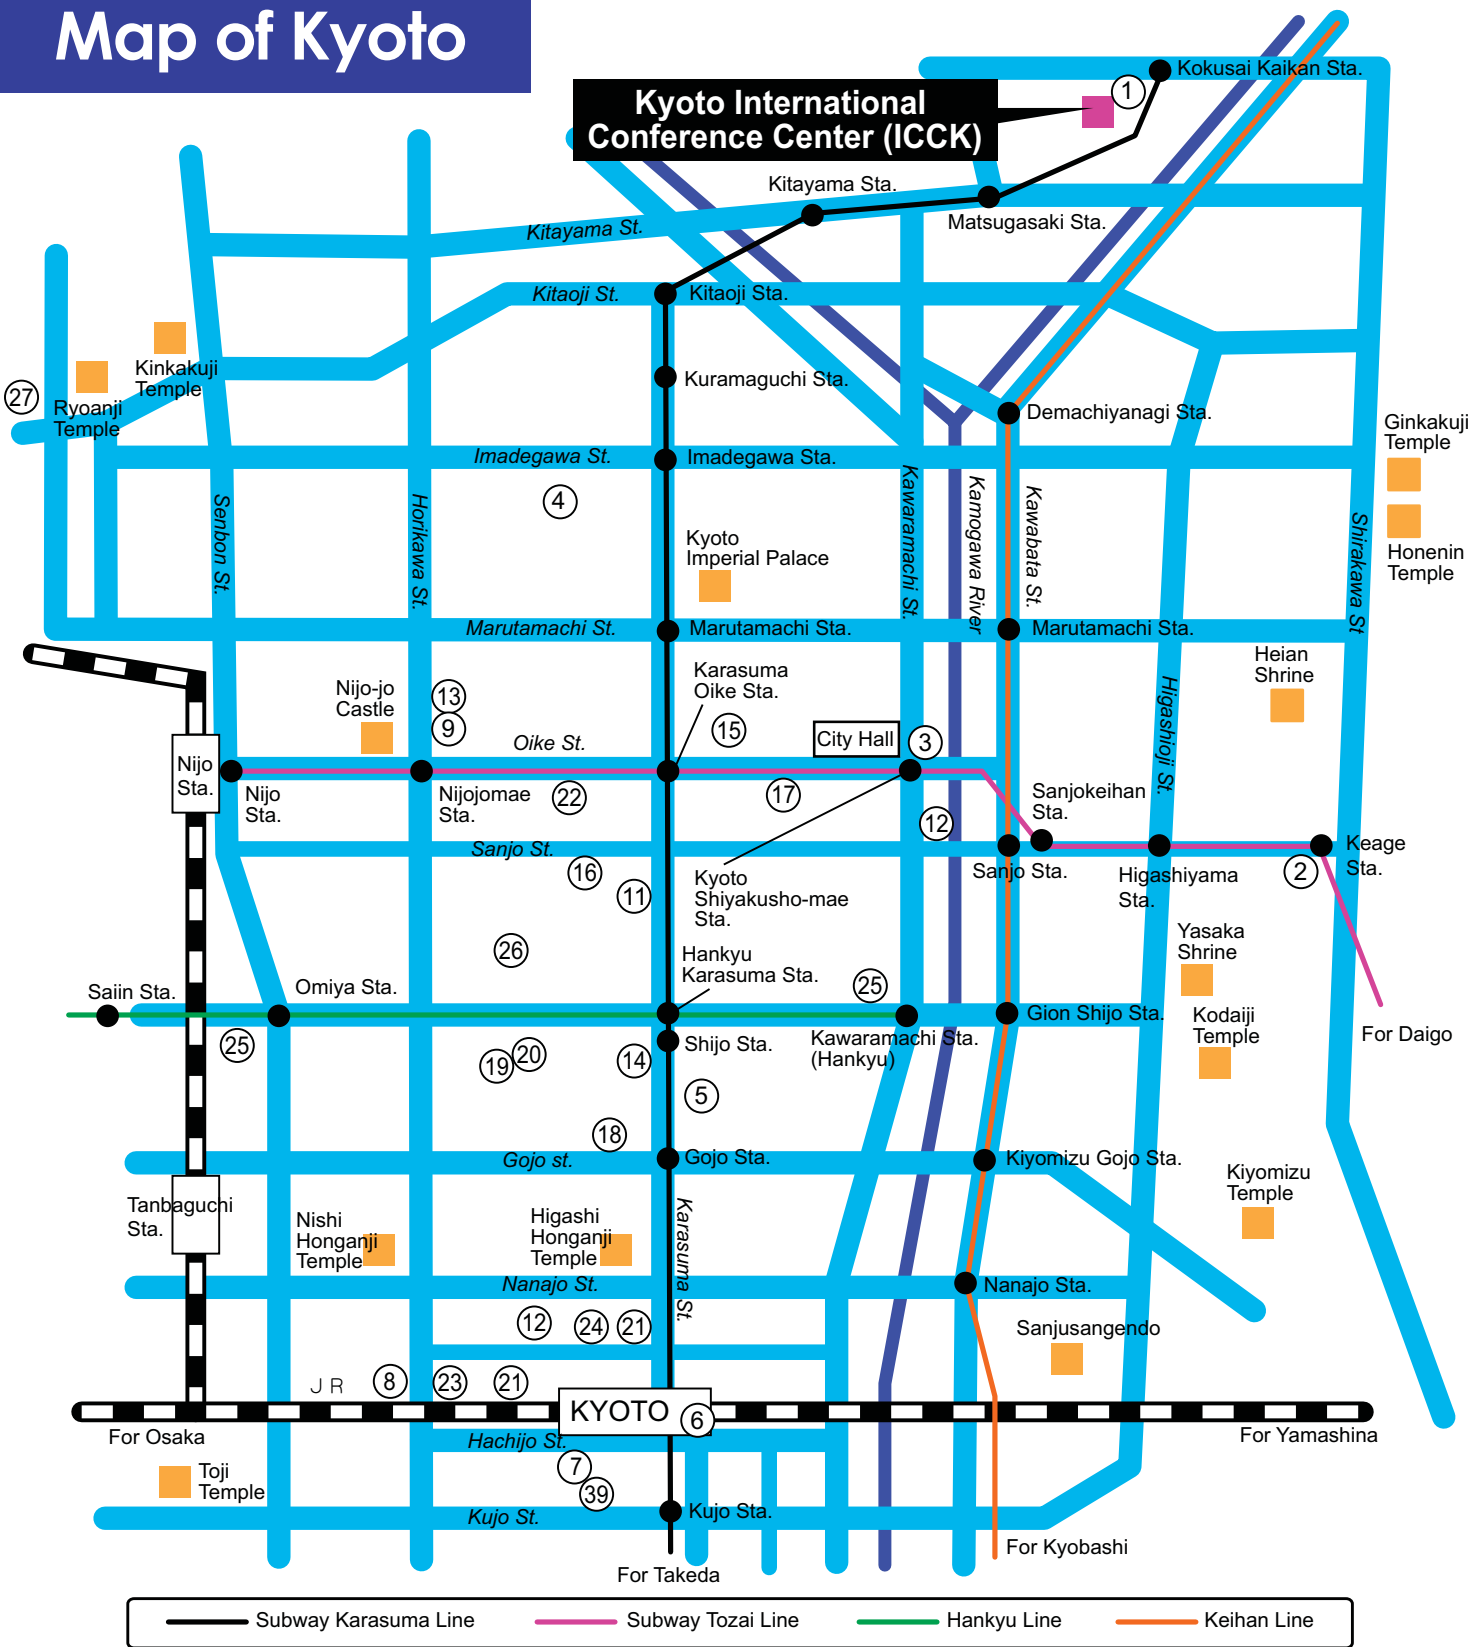 Map of Kyoto
Kokusai Kaikan Sta.
Kyoto International
Conference Center (ICCK)
1
Kitayama Sta.
Matsugasaki Sta.
Kitayama St.
Kitaoji St.
Kitaoji Sta.
Kinkakuji
Temple
Kuramaguchi Sta.
27
Ryoanji
Temple
Demachiyanagi Sta.
Ginkakuji
Temple
Imadegawa St.
Imadegawa Sta.
4
Senbon St.
Horikawa St.
Kawaramachi St.
Kamogawa River
Kawabata St.
Shirakawa St
Kyoto
Imperial Palace
Honenin
Temple
Marutamachi St.
Marutamachi Sta.
Marutamachi Sta.
Heian
Shrine
Nijo-jo
Castle
13
9
Karasuma
Oike Sta.
15
Higashioji St.
Oike St.
City Hall
3
Nijo
Sta.
Nijo
Sta.
Nijojomae
Sta.
22
17
12
Sanjokeihan
Sta.
Sanjo St.
16
11
Kyoto
Shiyakusho-mae
Sta.
Sanjo Sta.
Higashiyama
Sta.
2
Keage
Sta.
26
Hankyu
Karasuma Sta.
25
Yasaka
Shrine
Saiin Sta.
Omiya Sta.
Gion Shijo Sta.
Kodaiji
Temple
For Daigo
25
19
20
14
Shijo Sta.
Kawaramachi Sta.
(Hankyu)
5
18
Gojo st.
Gojo Sta.
Kiyomizu Gojo Sta.
Kiyomizu
Temple
Tanbaguchi
Sta.
Nishi
Honganji
Temple
Higashi
Honganji
Temple
Karasuma St.
Nanajo St.
Nanajo Sta.
12
24
21
Sanjusangendo
JR
8
23
21
KYOTO
6
For Osaka
Hachijo St.
For Yamashina
Toji
Temple
7
39
Kujo St.
Kujo Sta.
For Kyobashi
For Takeda
Subway Karasuma Line
Subway Tozai Line
Hankyu Line
Keihan Line